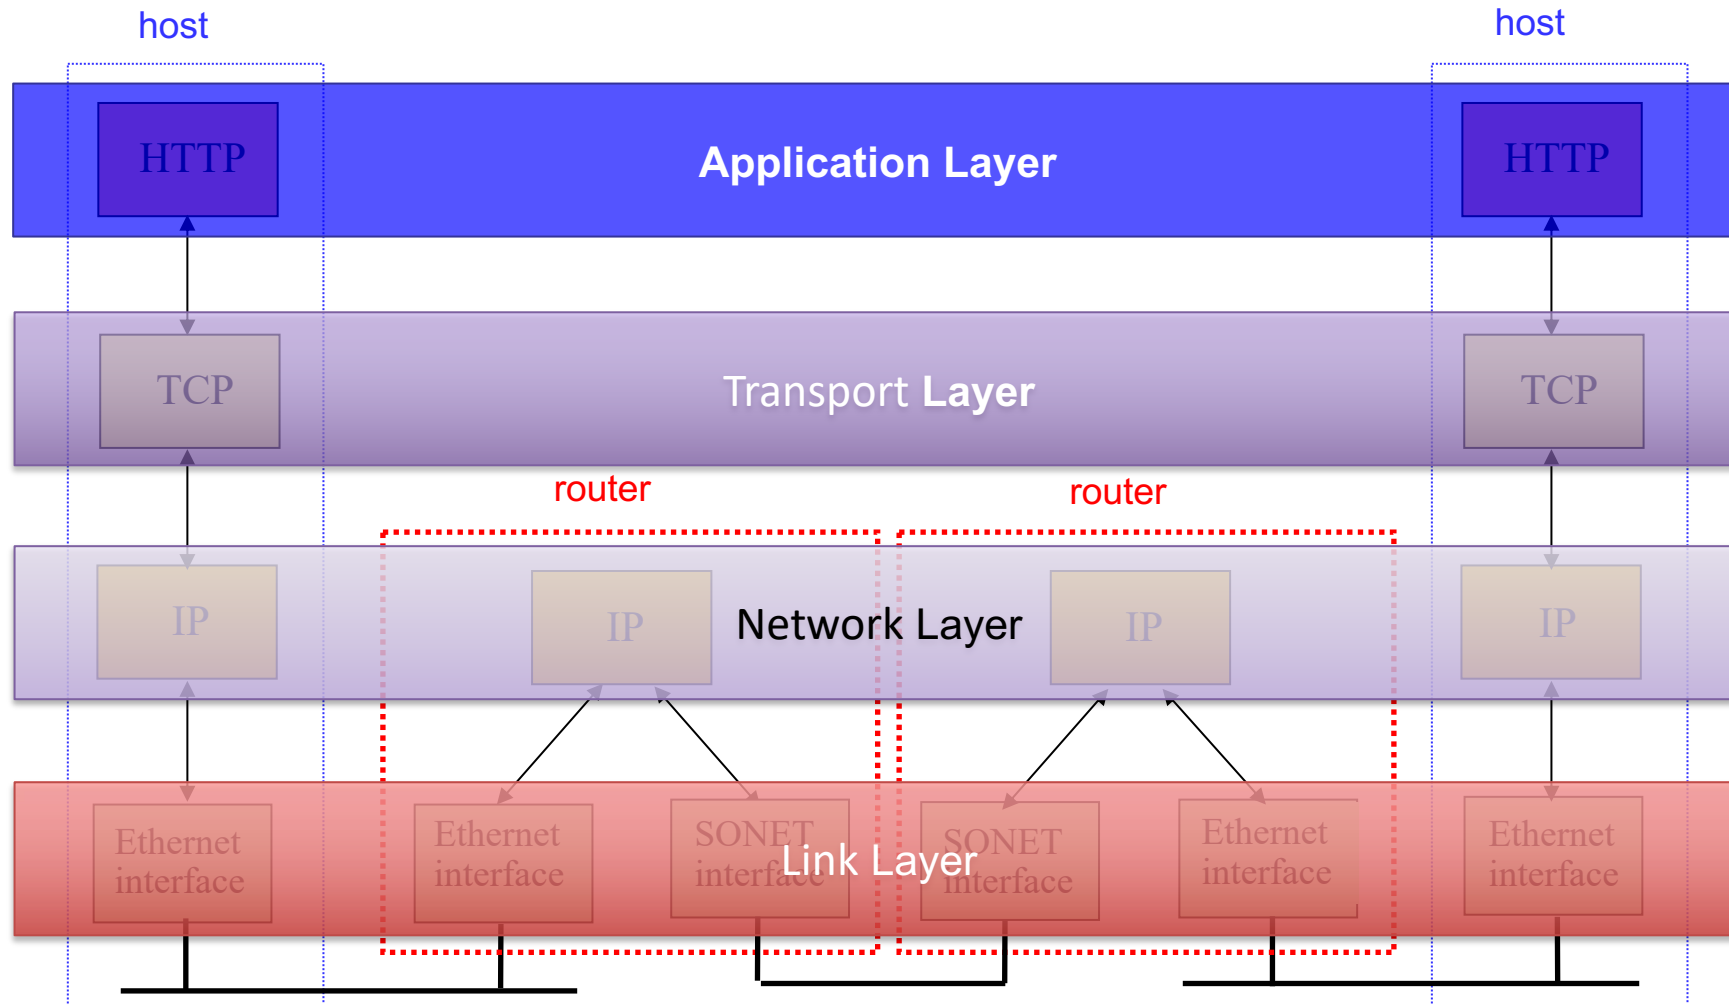 host
host
HTTP
Application Layer
HTTP
TCP
Transport Layer
TCP
router
router
IP
IP
Network Layer
IP
IP
Ethernet
interface
Ethernet
interface
SONET
interface
Link Layer
SONET
interface
Ethernet
interface
Ethernet
interface